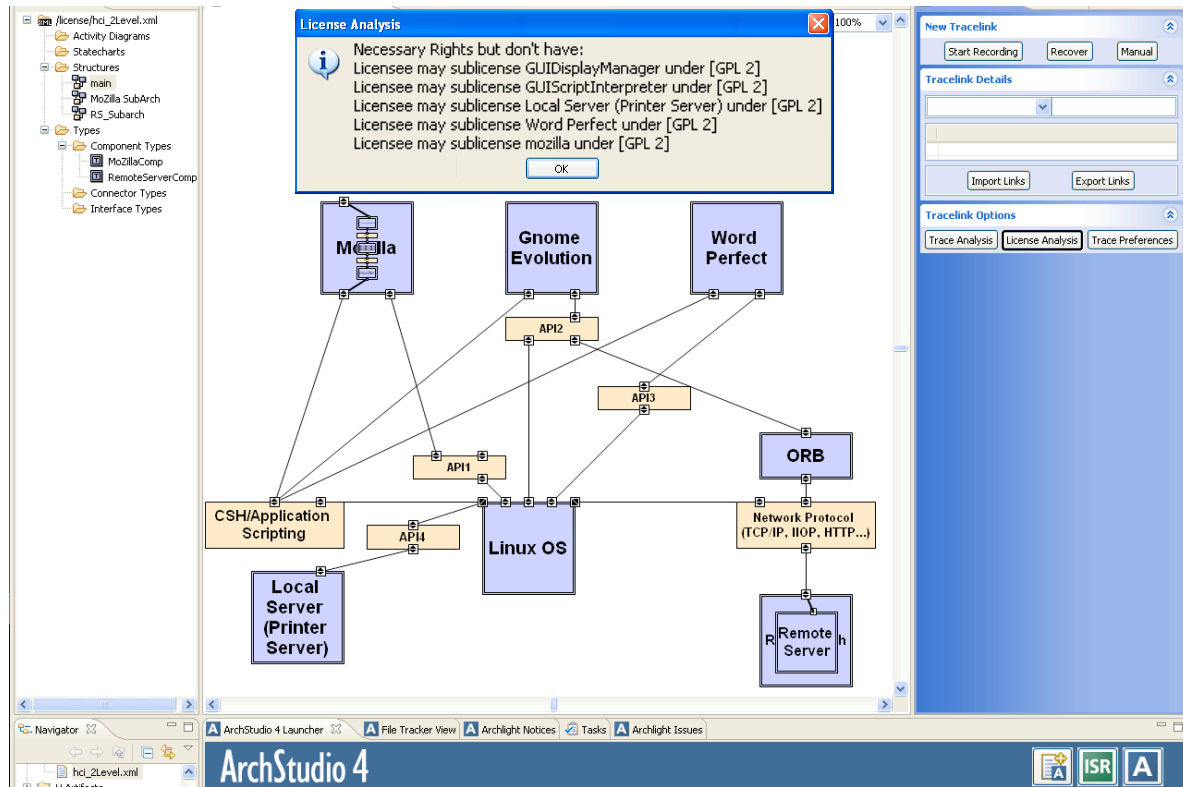 /license/hci_2Level.xml
Activity Diagrams
Statecharts
Structures
main
MoZilla SubArch
RS_Subarch
Types
Component Types
MoZillaComp
RemoteServerComp
Connector Types
Interface Types
License Analysis
Necessary Rights but don't have:
Licensee may sublicense GUIDisplayManager under [GPL 2]
Licensee may sublicense GUIScriptInterpreter under [GPL 2]
Licensee may sublicense Local Server (Printer Server) under [GPL 2]
Licensee may sublicense Word Perfect under [GPL 2]
Licensee may sublicense mozilla under [GPL 2]
OK
100%
Gnome
Evolution
Word
Perfect
API2
API3
API1
ORB
CSH/Application
Scripting
API4
Linux OS
Network Protocol
(TCP/IP, IIOP, HTTP...)
Local
Server
(Printer
Server)
R
Remote
Server
h
New Tracelink
Start Recording
Recover
Manual
Tracelink Details
Import Links
Export Links
Tracelink Options
Trace Analysis
License Analysis
Trace Preferences
Navigator
hci_2Level.xml
ArchStudio 4 Launcher
File Tracker View
Archlight Notices
Tasks
Archlight Issues
ArchStudio 4
ISR
A